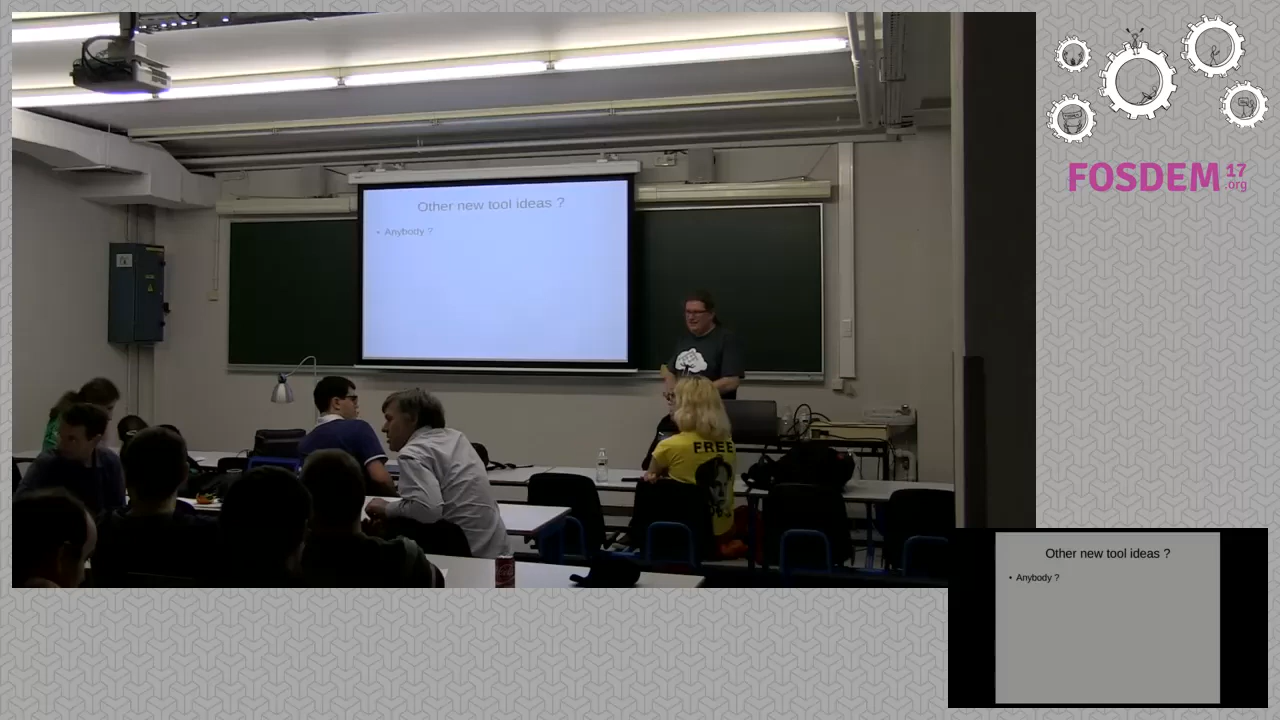 FOSDEM 17 .org
Other new tool ideas ?
• Anybody ?
FREE
Other new tool ideas ?
• Anybody ?